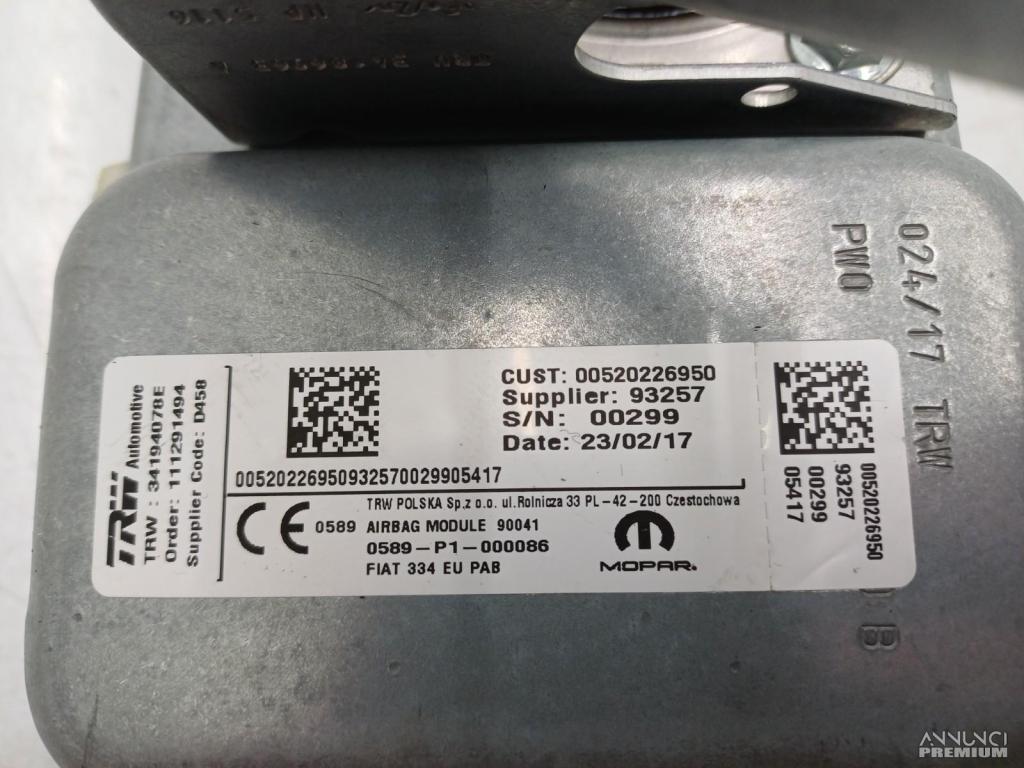 024/17 TRW
PWO
TRW Automotive
TRW : 34194078E
Order: 111291494
Supplier Code: D458
CUST: 00520226950
Supplier: 93257
S/N: 00299
Date: 23/02/17
00520226950932570029905417
TRW POLSKA Sp.z o.o. ul.Rolnicza 33 PL-42-200 Czestochowa
CE 0589 AIRBAG MODULE 90041
0589-P1-000086
FIAT 334 EU PAB
MOPAR.
00520226950
93257
00299
05417
B
ANNUNCI
PREMIUM